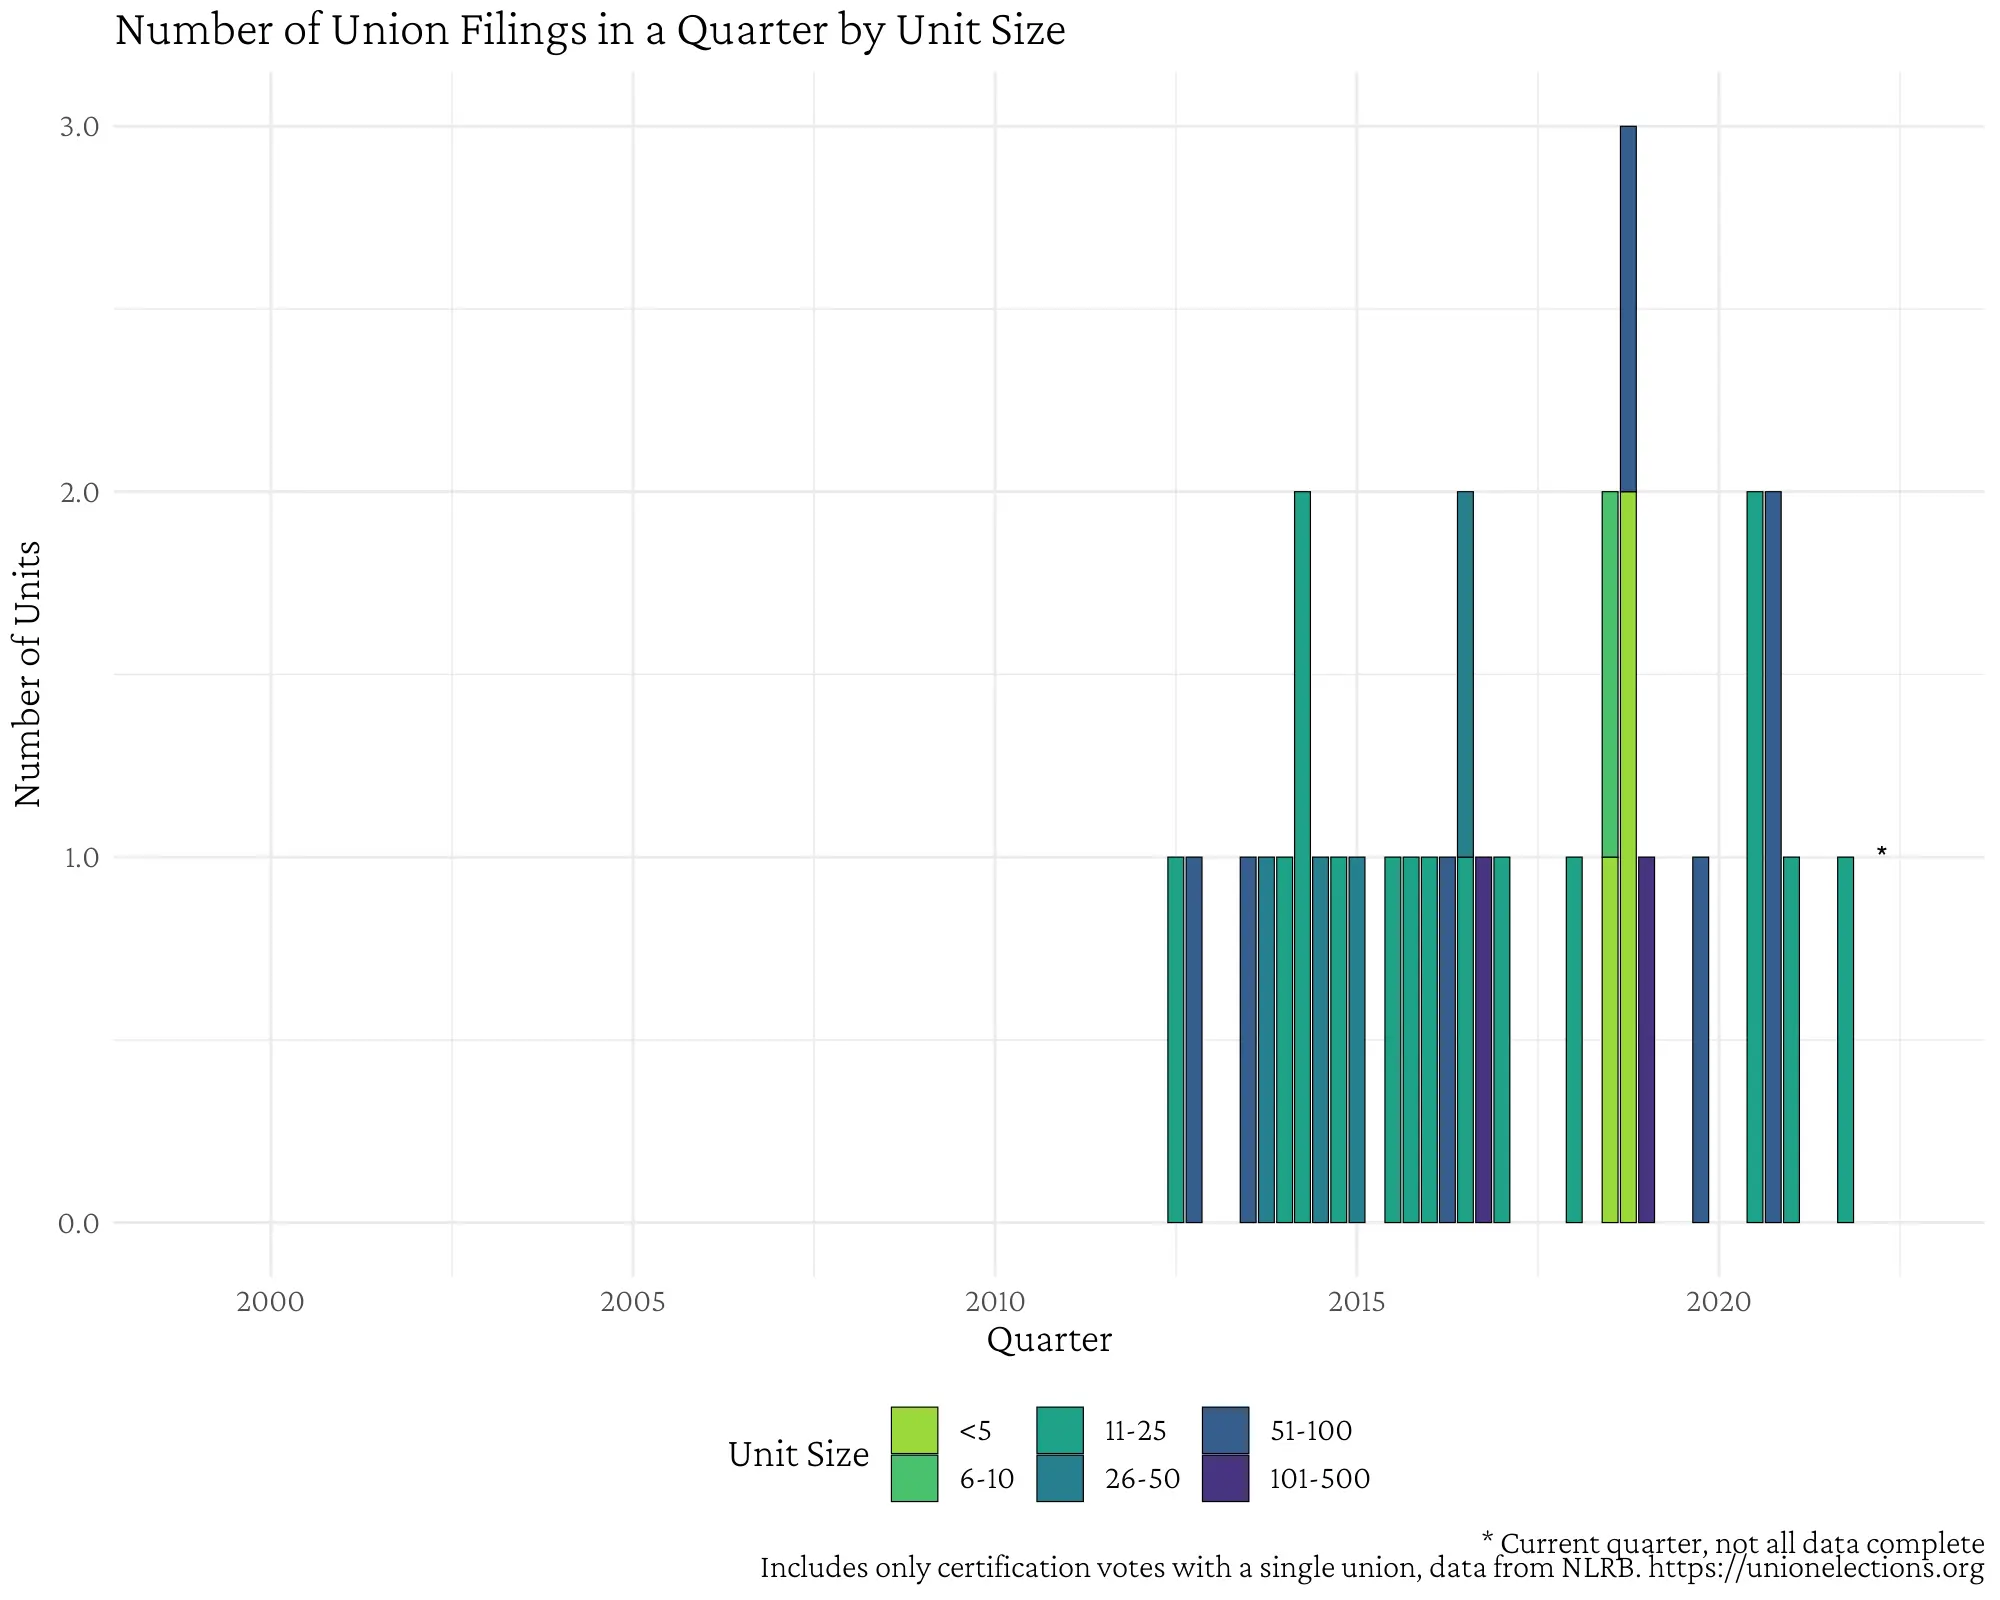 Number of Union Filings in a Quarter by Unit Size
3.0
2.0
1.0
0.0
Number of Units
*
2000 2005 2010 2015 2020
Quarter
Unit Size
<5 11-25 51-100
6-10 26-50 101-500
* Current quarter, not all data complete
Includes only certification votes with a single union, data from NLRB. https://unionelections.org